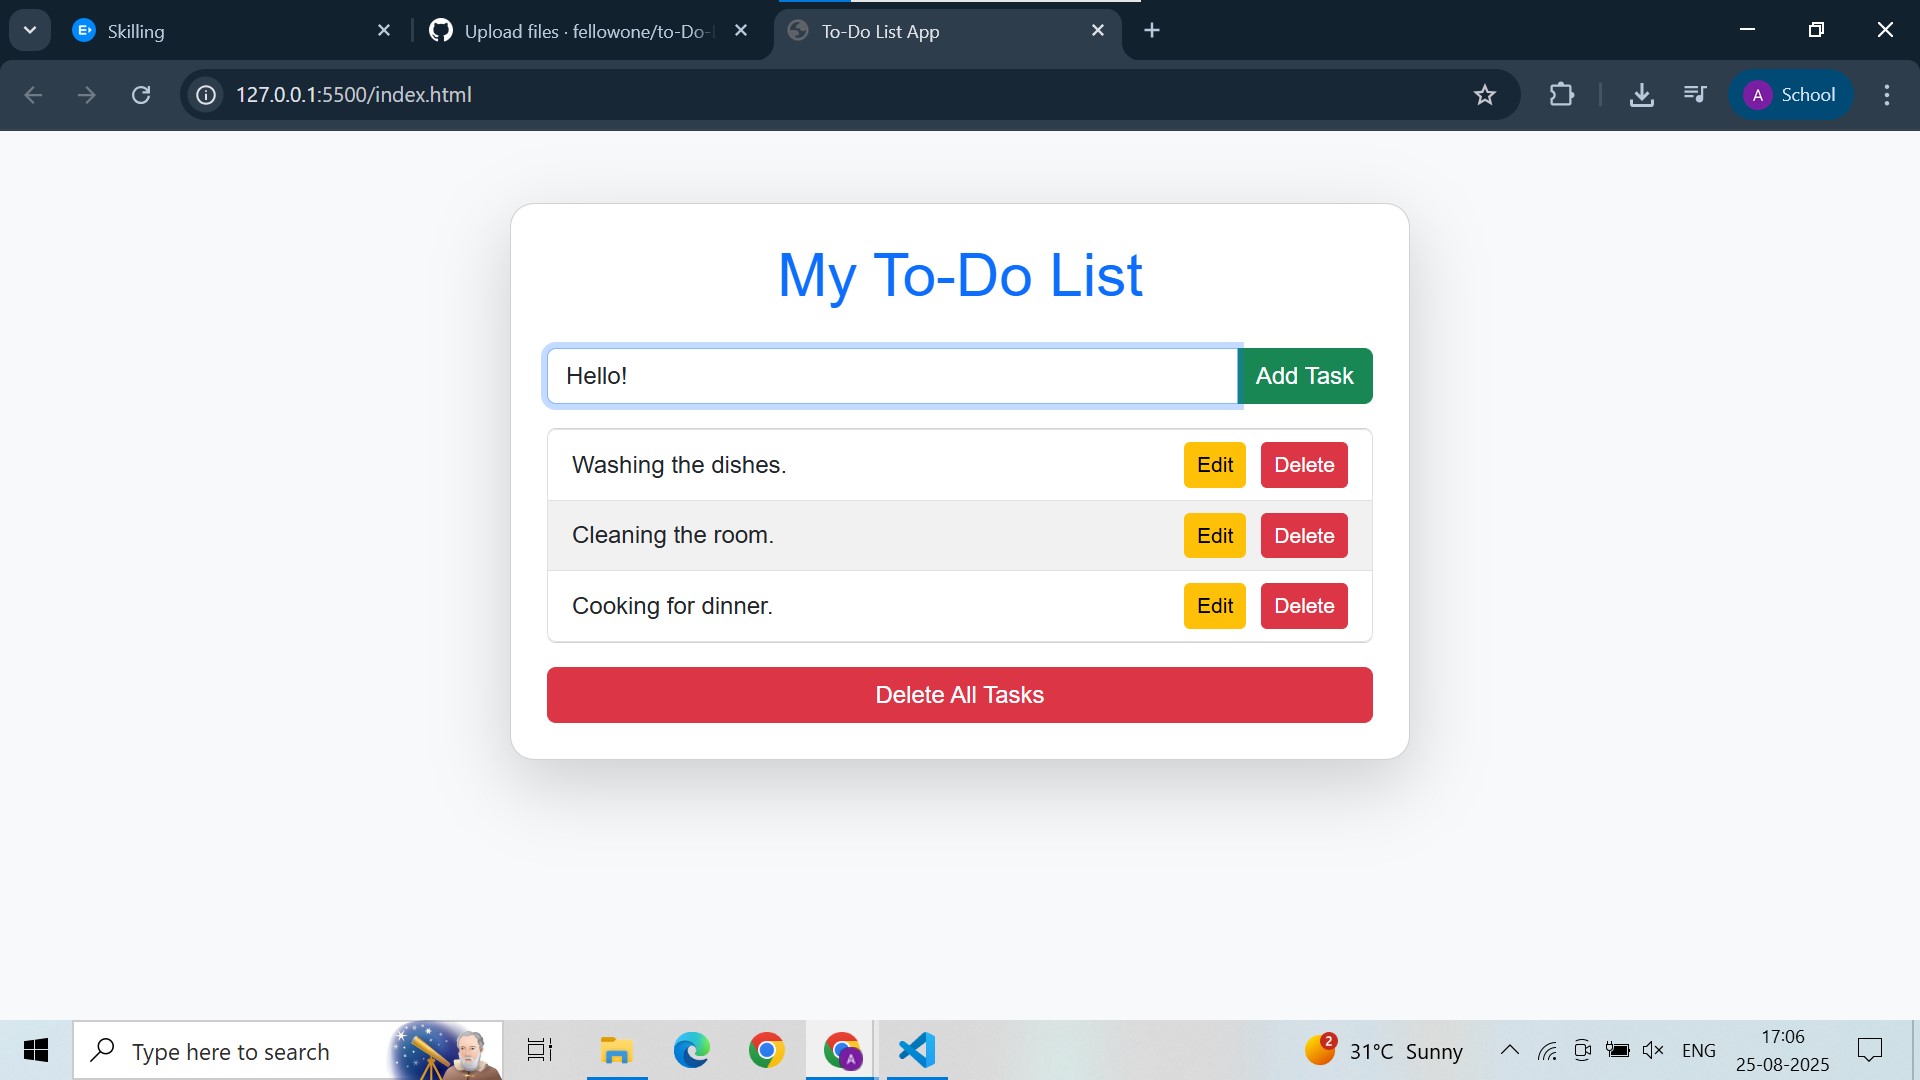 Skilling
Upload files · fellowone/to-Do-
To-Do List App
127.0.0.1:5500/index.html
A School
My To-Do List
Hello!
Add Task
Washing the dishes. Edit Delete
Cleaning the room. Edit Delete
Cooking for dinner. Edit Delete
Delete All Tasks
Type here to search
A
2
31°C Sunny
ENG
17:06
25-08-2025